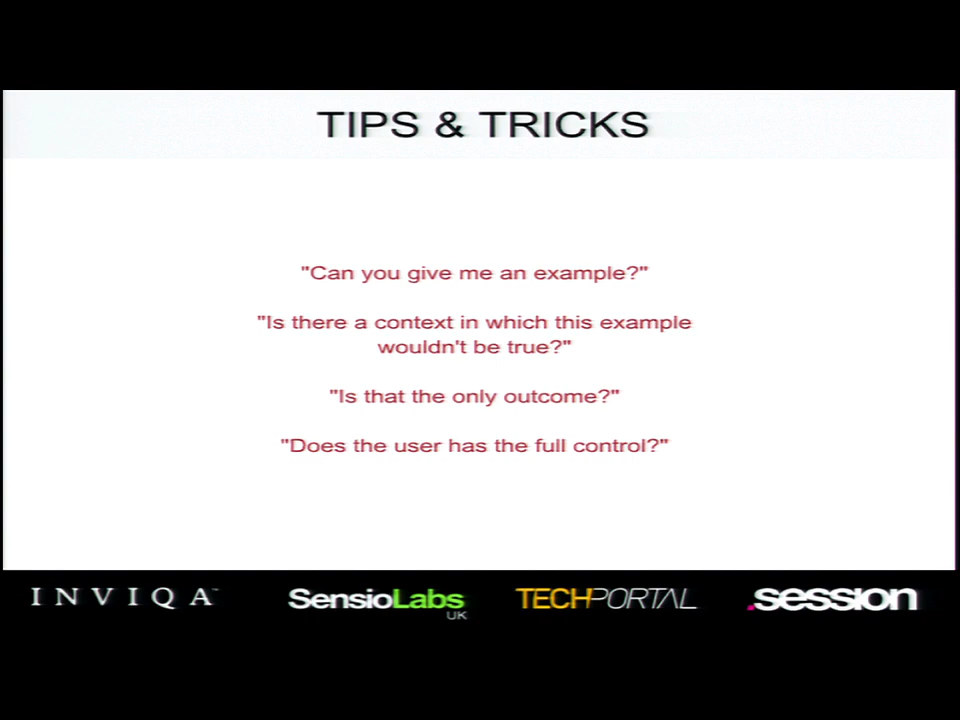 TIPS & TRICKS
"Can you give me an example?"
"Is there a context in which this example
wouldn't be true?"
"Is that the only outcome?"
"Does the user has the full control?"
INVIQA™
SensioLabs
UK
TECHPORTAL
.session